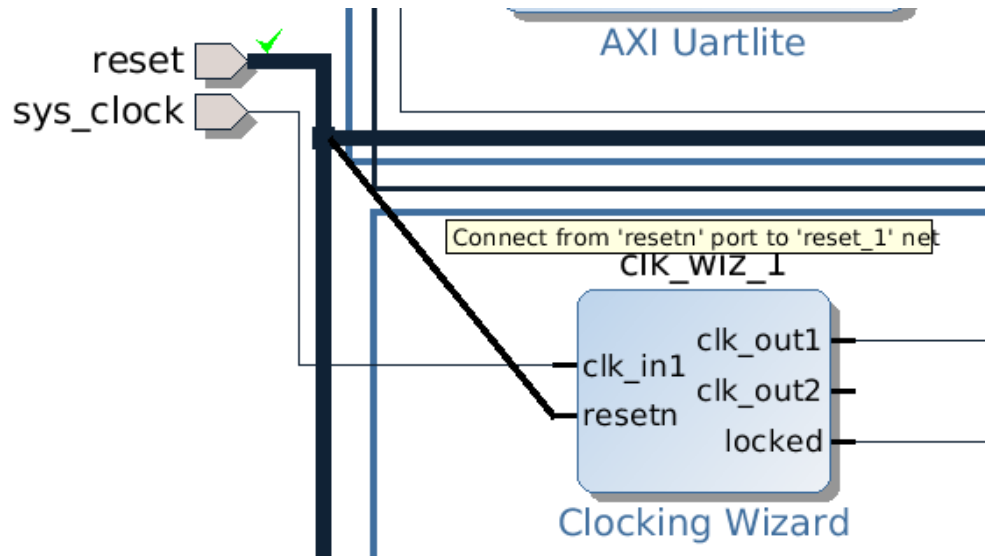 AXI Uartlite
reset
sys_clock
Connect from 'resetn' port to 'reset_1' net
clk_wiz_1
clk_out1
clk_in1
clk_out2
resetn
locked
Clocking Wizard